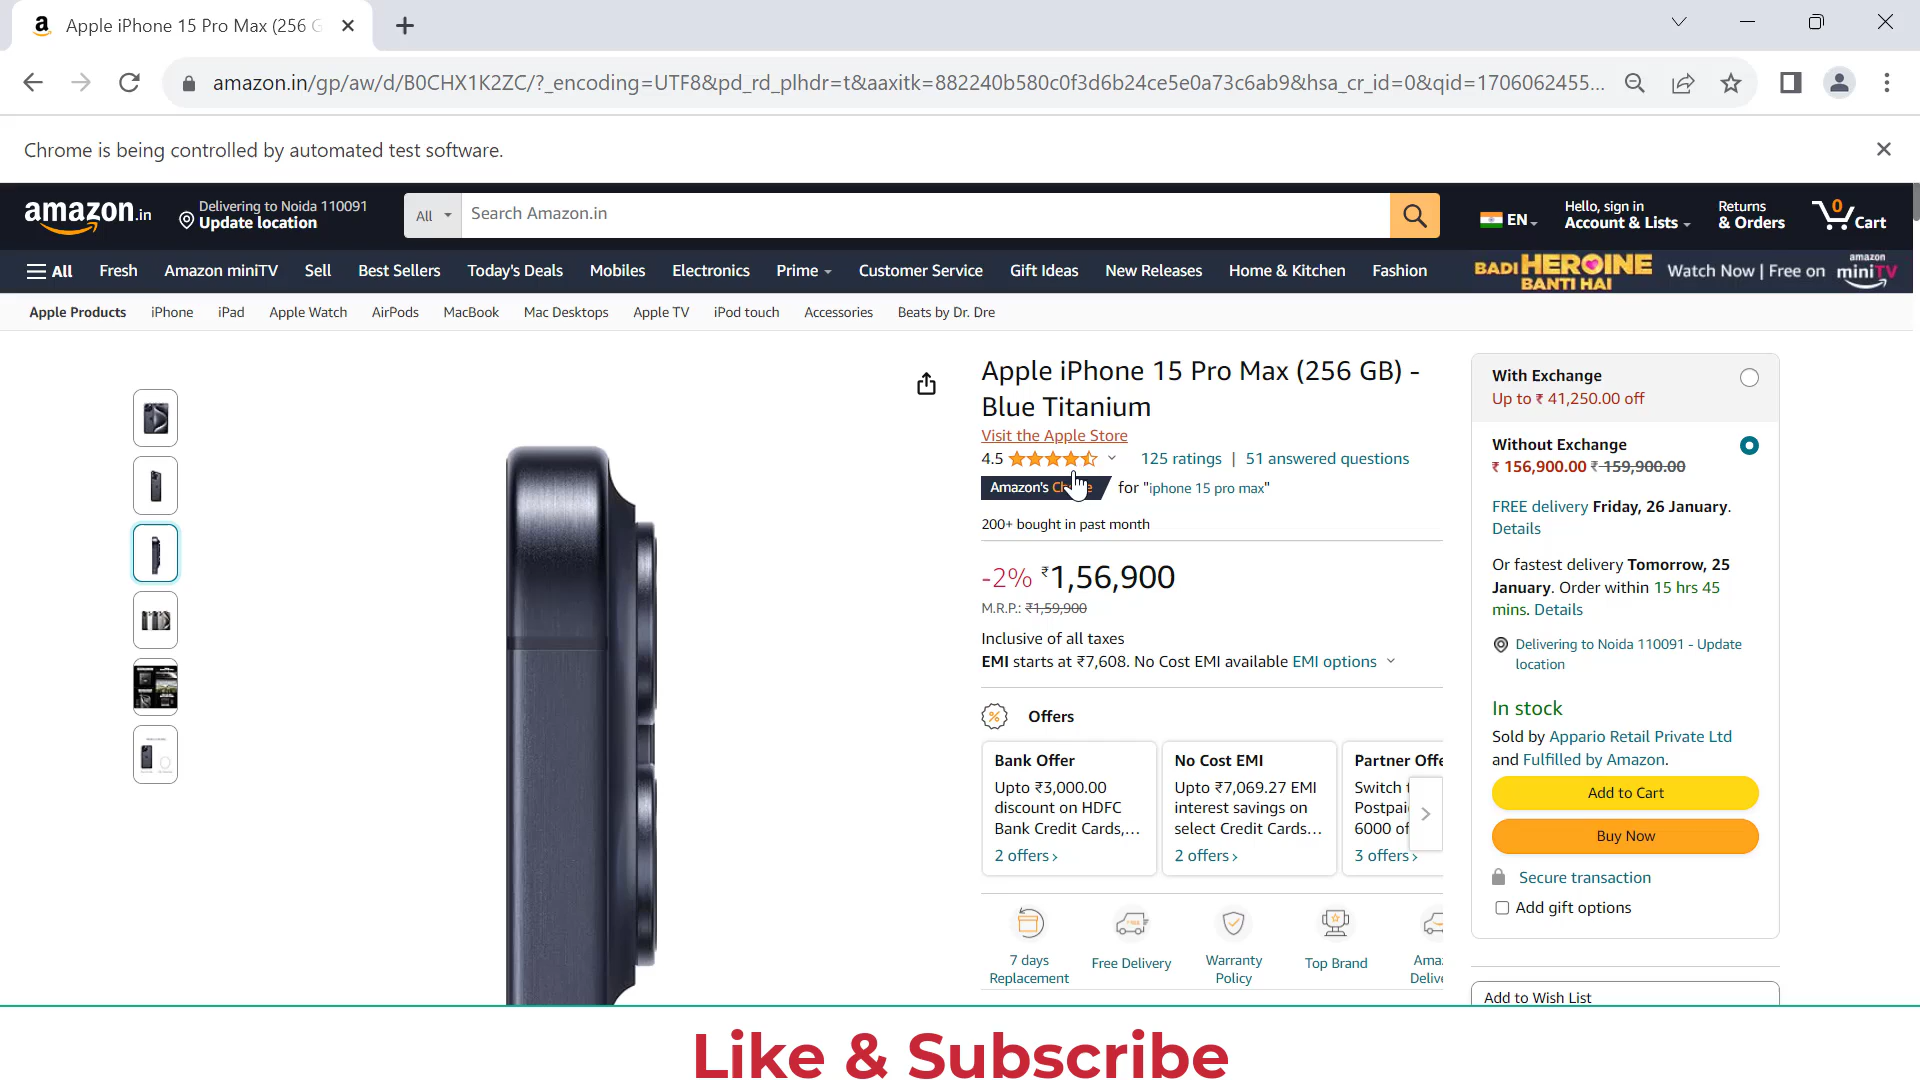 Apple iPhone 15 Pro Max (256 G
amazon.in/gp/aw/d/B0CHX1K2ZC/?_encoding=UTF8&pd_rd_plhdr=t&aaxitk=882240b580c0f3d6b24ce5e0a73c6ab9&hsa_cr_id=0&qid=1706062455...
Chrome is being controlled by automated test software.
amazon.in
Delivering to Noida 110091
Update location
All
Search Amazon.in
EN
Hello, sign in
Account & Lists
Returns
& Orders
0
Cart
All
Fresh
Amazon miniTV
Sell
Best Sellers
Today's Deals
Mobiles
Electronics
Prime
Customer Service
Gift Ideas
New Releases
Home & Kitchen
Fashion
BADI HEROINE
BANTI HAI
Watch Now | Free on
amazon
miniTV
Apple Products
iPhone
iPad
Apple Watch
AirPods
MacBook
Mac Desktops
Apple TV
iPod touch
Accessories
Beats by Dr. Dre
Apple iPhone 15 Pro Max (256 GB) -
Blue Titanium
Visit the Apple Store
4.5
125 ratings | 51 answered questions
Amazon's
for "iphone 15 pro max"
200+ bought in past month
-2% ₹1,56,900
M.R.P.: ₹1,59,900
Inclusive of all taxes
EMI starts at ₹7,608. No Cost EMI available EMI options
Offers
Bank Offer
Upto ₹3,000.00
discount on HDFC
Bank Credit Cards,...
2 offers ›
No Cost EMI
Upto ₹7,069.27 EMI
interest savings on
select Credit Cards...
2 offers ›
Partner Offe
Switch t
Postpai
6000 of
3 offers ›
7 days
Replacement
Free Delivery
Warranty
Policy
Top Brand
Amaz
Delive
With Exchange
Up to ₹ 41,250.00 off
Without Exchange
₹ 156,900.00 ₹ 159,900.00
FREE delivery Friday, 26 January.
Details
Or fastest delivery Tomorrow, 25
January. Order within 15 hrs 45
mins. Details
Delivering to Noida 110091 - Update
location
In stock
Sold by Appario Retail Private Ltd
and Fulfilled by Amazon.
Add to Cart
Buy Now
Secure transaction
Add gift options
Add to Wish List
Like & Subscribe